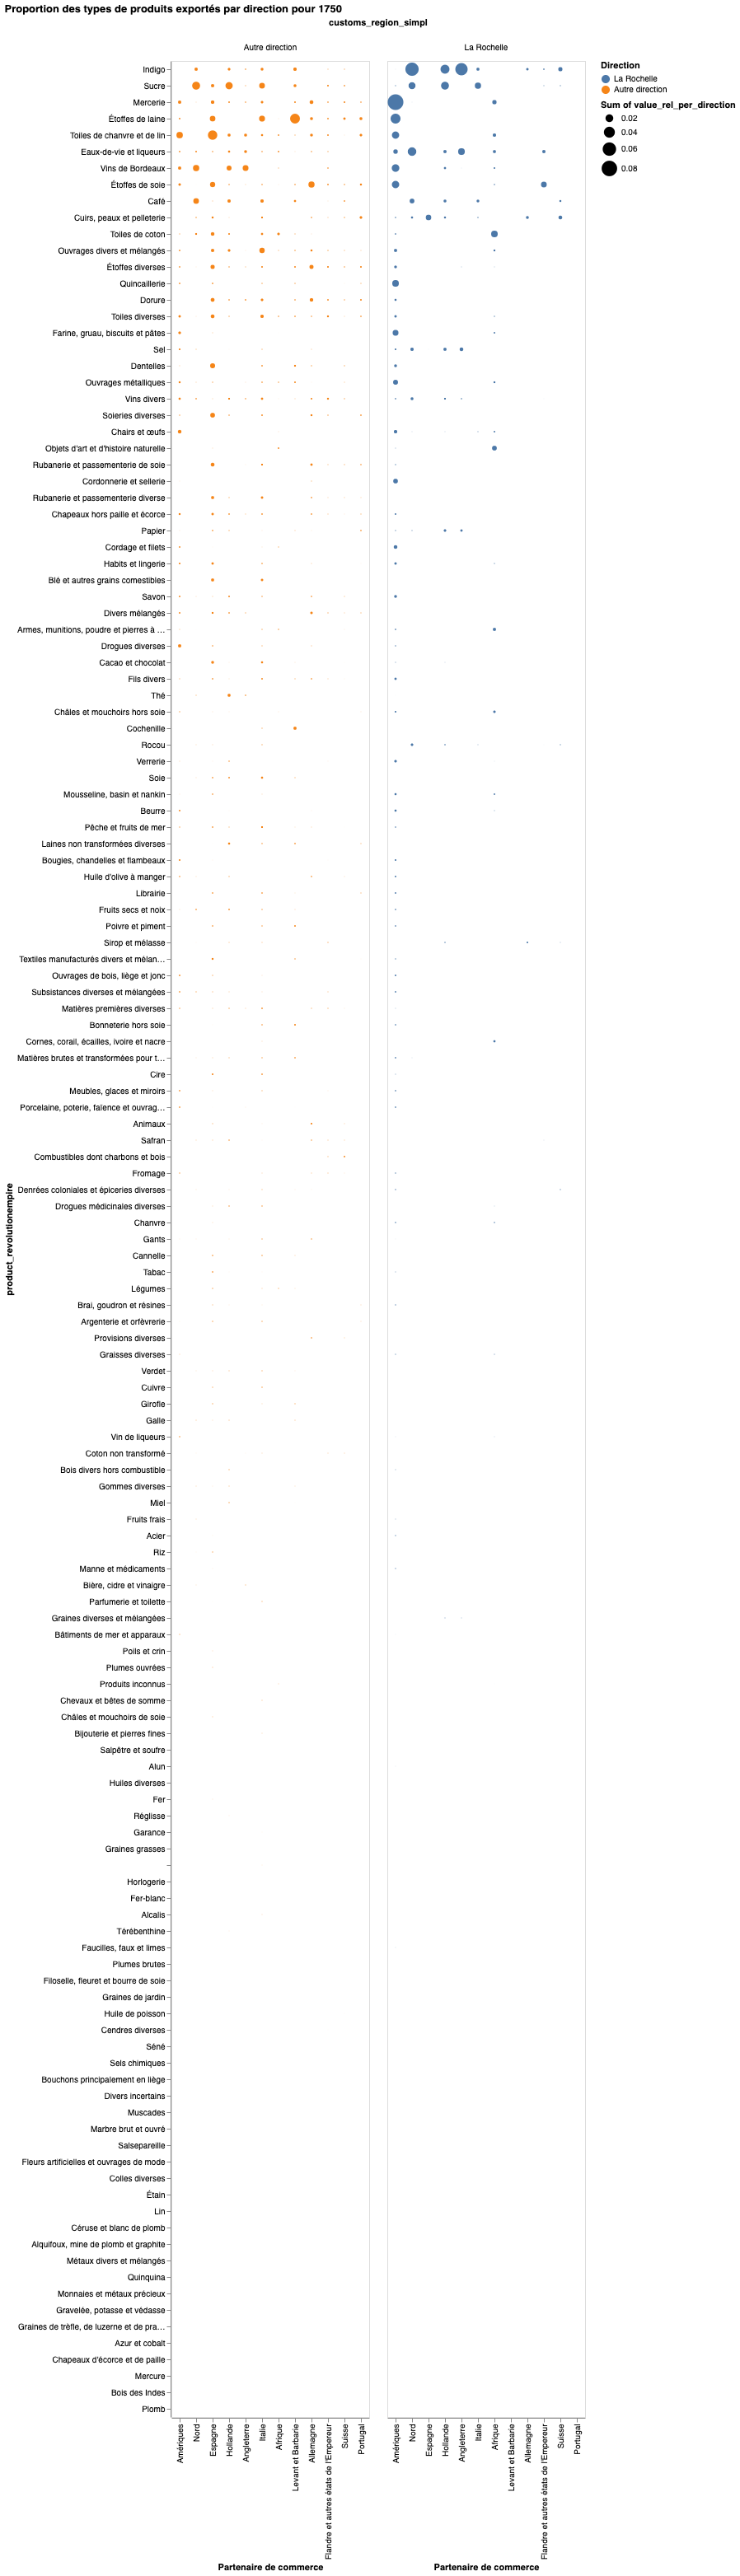 Proportion des types de produits exportés par direction pour 1750
customs_region_simpl
Autre direction
La Rochelle
Direction
La Rochelle
Autre direction
Sum of value_rel_per_direction
0.02
0.04
0.06
0.08
product_revolutionempire
Indigo
Sucre
Mercerie
Étoffes de laine
Toiles de chanvre et de lin
Eaux-de-vie et liqueurs
Vins de Bordeaux
Étoffes de soie
Café
Cuirs, peaux et pelleterie
Toiles de coton
Ouvrages divers et mélangés
Étoffes diverses
Quincaillerie
Dorure
Toiles diverses
Farine, gruau, biscuits et pâtes
Sel
Dentelles
Ouvrages métalliques
Vins divers
Soieries diverses
Chairs et œufs
Objets d'art et d'histoire naturelle
Rubanerie et passementerie de soie
Cordonnerie et sellerie
Rubanerie et passementerie diverse
Chapeaux hors paille et écorce
Papier
Cordage et filets
Habits et lingerie
Blé et autres grains comestibles
Savon
Divers mélangés
Armes, munitions, poudre et pierres à …
Drogues diverses
Cacao et chocolat
Fils divers
Thé
Châles et mouchoirs hors soie
Cochenille
Rocou
Verrerie
Soie
Mousseline, basin et nankin
Beurre
Pêche et fruits de mer
Laines non transformées diverses
Bougies, chandelles et flambeaux
Huile d'olive à manger
Librairie
Fruits secs et noix
Poivre et piment
Sirop et mélasse
Textiles manufacturés divers et mélan…
Ouvrages de bois, liège et jonc
Subsistances diverses et mélangées
Matières premières diverses
Bonneterie hors soie
Cornes, corail, écailles, ivoire et nacre
Matières brutes et transformées pour t…
Cire
Meubles, glaces et miroirs
Porcelaine, poterie, faïence et ouvrag…
Animaux
Safran
Combustibles dont charbons et bois
Fromage
Denrées coloniales et épiceries diverses
Drogues médicinales diverses
Chanvre
Gants
Cannelle
Tabac
Légumes
Brai, goudron et résines
Argenterie et orfèvrerie
Provisions diverses
Graisses diverses
Verdet
Cuivre
Girofle
Galle
Vin de liqueurs
Coton non transformé
Bois divers hors combustible
Gommes diverses
Miel
Fruits frais
Acier
Riz
Manne et médicaments
Bière, cidre et vinaigre
Parfumerie et toilette
Graines diverses et mélangées
Bâtiments de mer et apparaux
Poils et crin
Plumes ouvrées
Produits inconnus
Chevaux et bêtes de somme
Châles et mouchoirs de soie
Bijouterie et pierres fines
Salpêtre et soufre
Alun
Huiles diverses
Fer
Réglisse
Garance
Graines grasses
Horlogerie
Fer-blanc
Alcalis
Térébenthine
Faucilles, faux et limes
Plumes brutes
Filoselle, fleuret et bourre de soie
Graines de jardin
Huile de poisson
Cendres diverses
Séné
Sels chimiques
Bouchons principalement en liège
Divers incertains
Muscades
Marbre brut et ouvré
Salsepareille
Fleurs artificielles et ouvrages de mode
Colles diverses
Étain
Lin
Céruse et blanc de plomb
Alquifoux, mine de plomb et graphite
Métaux divers et mélangés
Quinquina
Monnaies et métaux précieux
Gravelée, potasse et védasse
Graines de trèfle, de luzerne et de pra…
Azur et cobalt
Chapeaux d'écorce et de paille
Mercure
Bois des Indes
Plomb
Amériques
Nord
Espagne
Hollande
Angleterre
Italie
Afrique
Levant et Barbarie
Allemagne
Flandre et autres états de l'Empereur
Suisse
Portugal
Amériques
Nord
Espagne
Hollande
Angleterre
Italie
Afrique
Levant et Barbarie
Allemagne
Flandre et autres états de l'Empereur
Suisse
Portugal
Partenaire de commerce
Partenaire de commerce